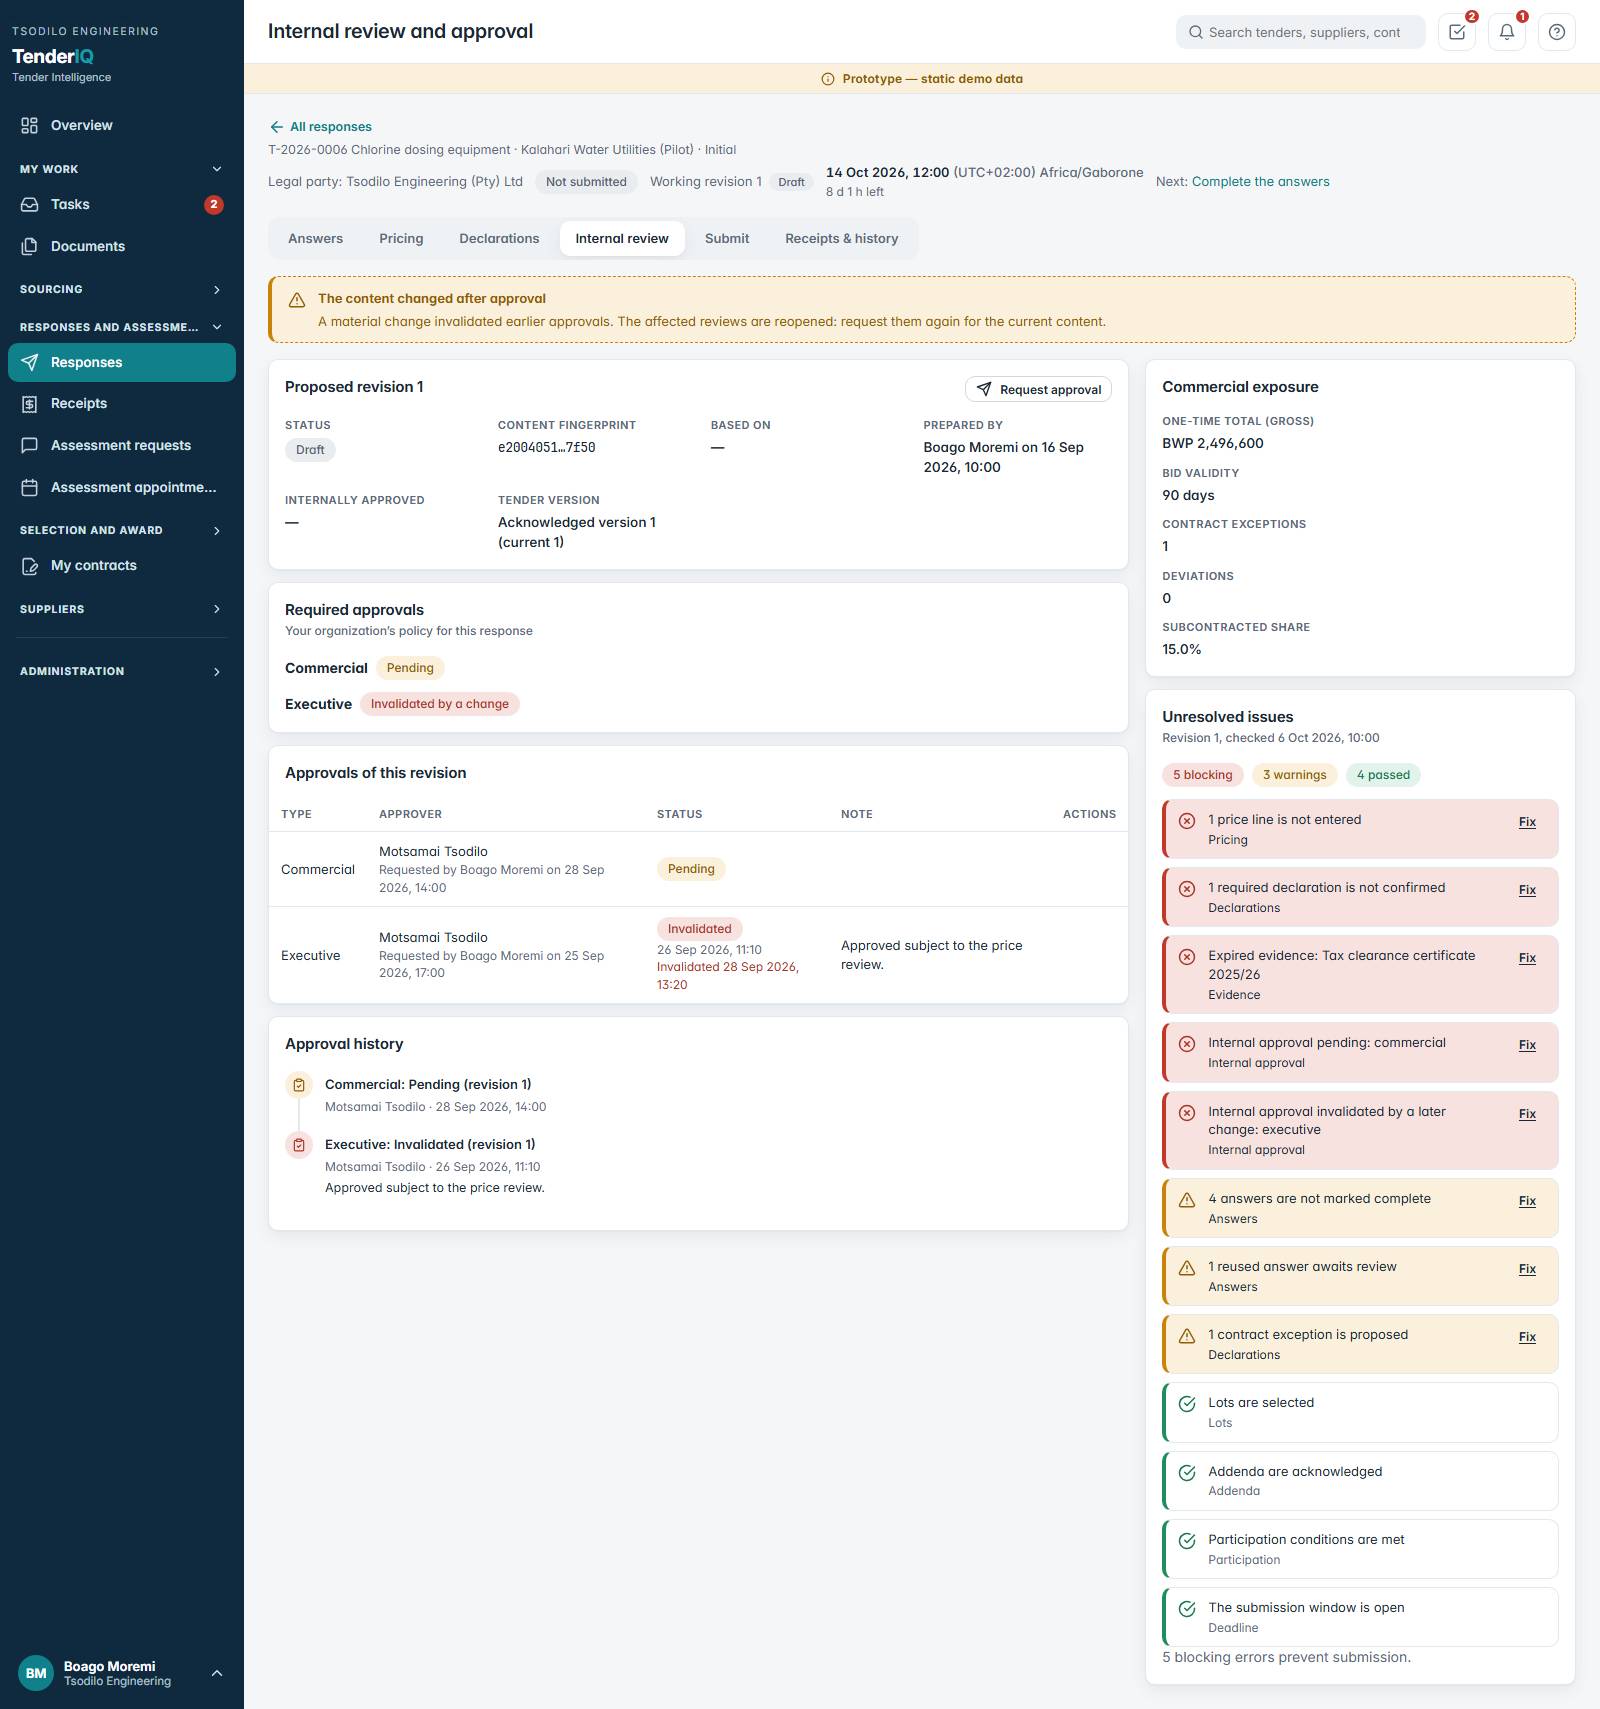 TSODILO ENGINEERING
TenderIQ
Tender Intelligence
Overview
MY WORK
Tasks
2
Documents
SOURCING
RESPONSES AND ASSESSME...
Responses
Receipts
Assessment requests
Assessment appointme...
SELECTION AND AWARD
My contracts
SUPPLIERS
ADMINISTRATION
BM
Boago Moremi
Tsodilo Engineering
Internal review and approval
Search tenders, suppliers, cont
2
1
Prototype — static demo data
All responses
T-2026-0006 Chlorine dosing equipment · Kalahari Water Utilities (Pilot) · Initial
Legal party: Tsodilo Engineering (Pty) Ltd
Not submitted
Working revision 1
Draft
14 Oct 2026, 12:00 (UTC+02:00) Africa/Gaborone
8 d 1 h left
Next: Complete the answers
Answers
Pricing
Declarations
Internal review
Submit
Receipts & history
The content changed after approval
A material change invalidated earlier approvals. The affected reviews are reopened: request them again for the current content.
Proposed revision 1
Request approval
STATUS
Draft
CONTENT FINGERPRINT
e2004051…7f50
BASED ON
—
PREPARED BY
Boago Moremi on 16 Sep
2026, 10:00
INTERNALLY APPROVED
—
TENDER VERSION
Acknowledged version 1
(current 1)
Required approvals
Your organization's policy for this response
Commercial
Pending
Executive
Invalidated by a change
Approvals of this revision
TYPE
APPROVER
STATUS
NOTE
ACTIONS
Commercial
Motsamai Tsodilo
Requested by Boago Moremi on 28 Sep
2026, 14:00
Pending
Executive
Motsamai Tsodilo
Requested by Boago Moremi on 25 Sep
2026, 17:00
Invalidated
26 Sep 2026, 11:10
Invalidated 28 Sep 2026,
13:20
Approved subject to the price
review.
Approval history
Commercial: Pending (revision 1)
Motsamai Tsodilo · 28 Sep 2026, 14:00
Executive: Invalidated (revision 1)
Motsamai Tsodilo · 26 Sep 2026, 11:10
Approved subject to the price review.
Commercial exposure
ONE-TIME TOTAL (GROSS)
BWP 2,496,600
BID VALIDITY
90 days
CONTRACT EXCEPTIONS
1
DEVIATIONS
0
SUBCONTRACTED SHARE
15.0%
Unresolved issues
Revision 1, checked 6 Oct 2026, 10:00
5 blocking
3 warnings
4 passed
1 price line is not entered
Pricing
Fix
1 required declaration is not confirmed
Declarations
Fix
Expired evidence: Tax clearance certificate
2025/26
Evidence
Fix
Internal approval pending: commercial
Internal approval
Fix
Internal approval invalidated by a later
change: executive
Internal approval
Fix
4 answers are not marked complete
Answers
Fix
1 reused answer awaits review
Answers
Fix
1 contract exception is proposed
Declarations
Fix
Lots are selected
Lots
Addenda are acknowledged
Addenda
Participation conditions are met
Participation
The submission window is open
Deadline
5 blocking errors prevent submission.